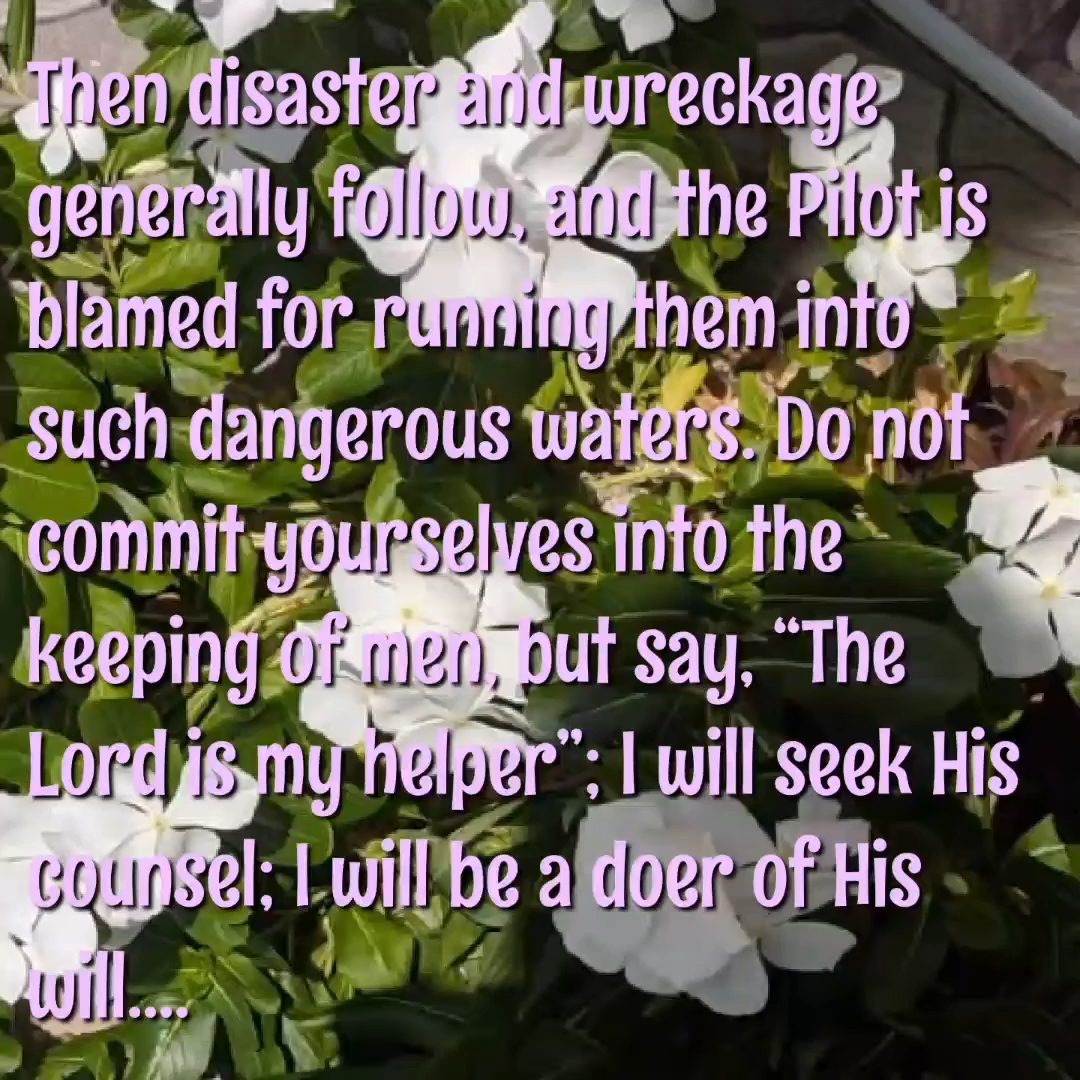 Then disaster and wreckage
generally follow, and the Pilot is
blamed for running them into
such dangerous waters. Do not
commit yourselves into the
keeping of men, but say, “The
Lord is my helper”; I will seek His
counsel; I will be a doer of His
will....